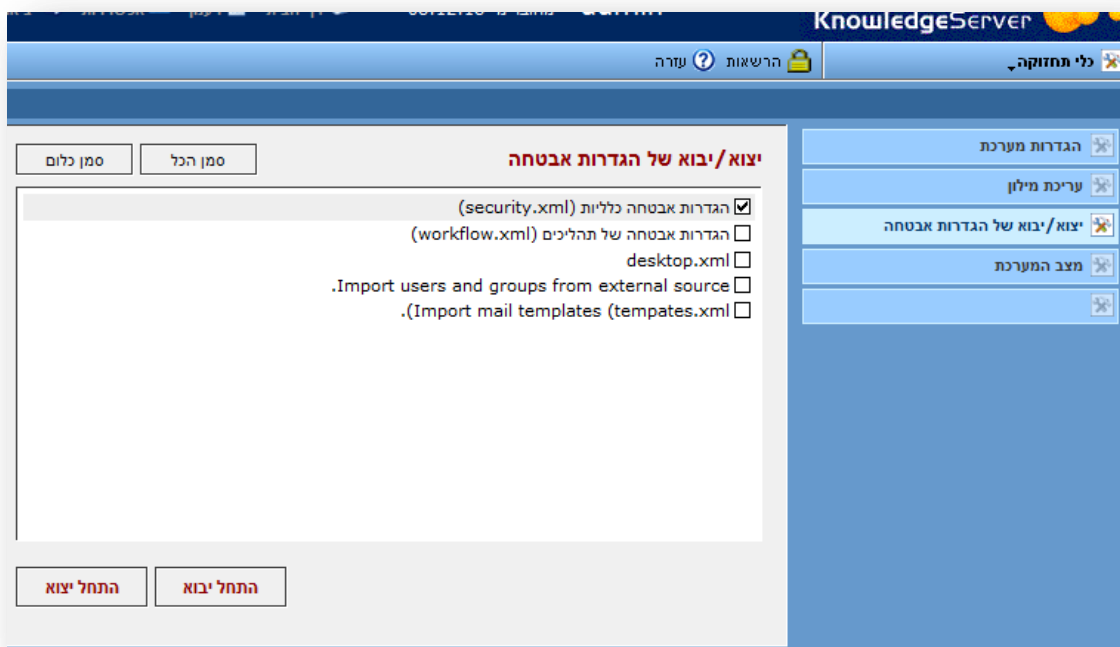 KnowledgeServer
כלי תחזוקה
הרשאות
עזרה
הגדרות מערכת
עריכת מילון
יצוא/יבוא של הגדרות אבטחה
מצב המערכת
יצוא/יבוא של הגדרות אבטחה
סמן הכל
סמן כלום
הגדרות אבטחה כלליות (security.xml)
הגדרות אבטחה של תהליכים (workflow.xml)
desktop.xml
.Import users and groups from external source
.(Import mail templates (tempates.xml
התחל יבוא
התחל יצוא